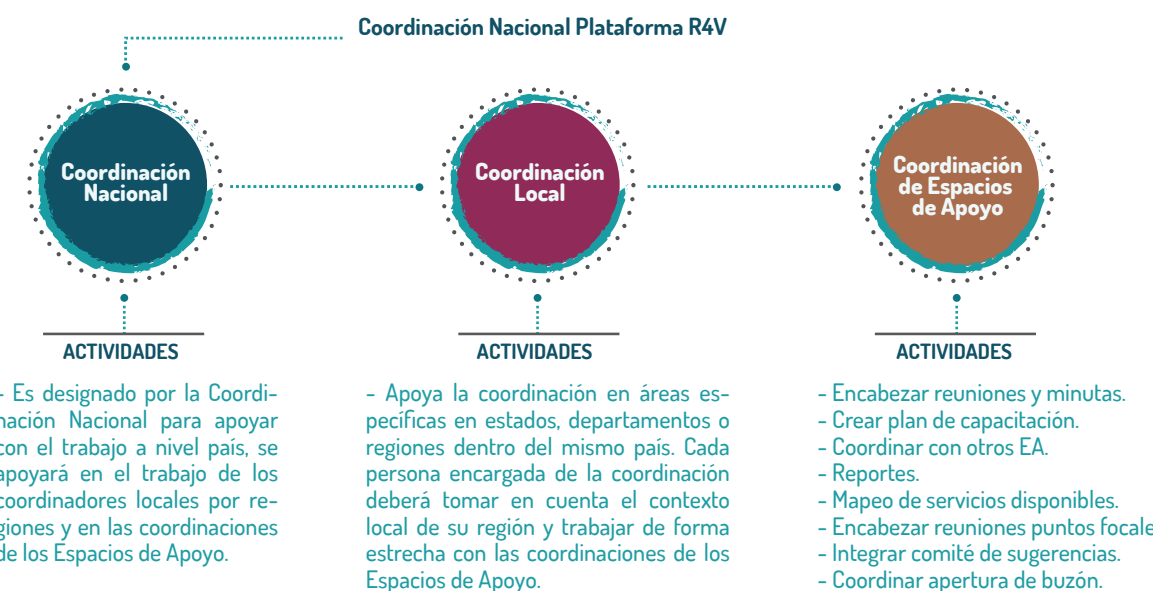 Coordinación Nacional Plataforma R4V
Coordinación
Nacional
Coordinación
Local
Coordinación
de Espacios
de Apoyo
ACTIVIDADES
- Es designado por la Coordi-
nación Nacional para apoyar
con el trabajo a nivel país, se
apoyará en el trabajo de los
coordinadores locales por re-
giones y en las coordinaciones
de los Espacios de Apoyo.
ACTIVIDADES
- Apoya la coordinación en áreas es-
pecíficas en estados, departamentos o
regiones dentro del mismo país. Cada
persona encargada de la coordinación
deberá tomar en cuenta el contexto
local de su región y trabajar de forma
estrecha con las coordinaciones de los
Espacios de Apoyo.
ACTIVIDADES
- Encabezar reuniones y minutas.
- Crear plan de capacitación.
- Coordinar con otros EA.
- Reportes.
- Mapeo de servicios disponibles.
- Encabezar reuniones puntos focale
- Integrar comité de sugerencias.
- Coordinar apertura de buzón.